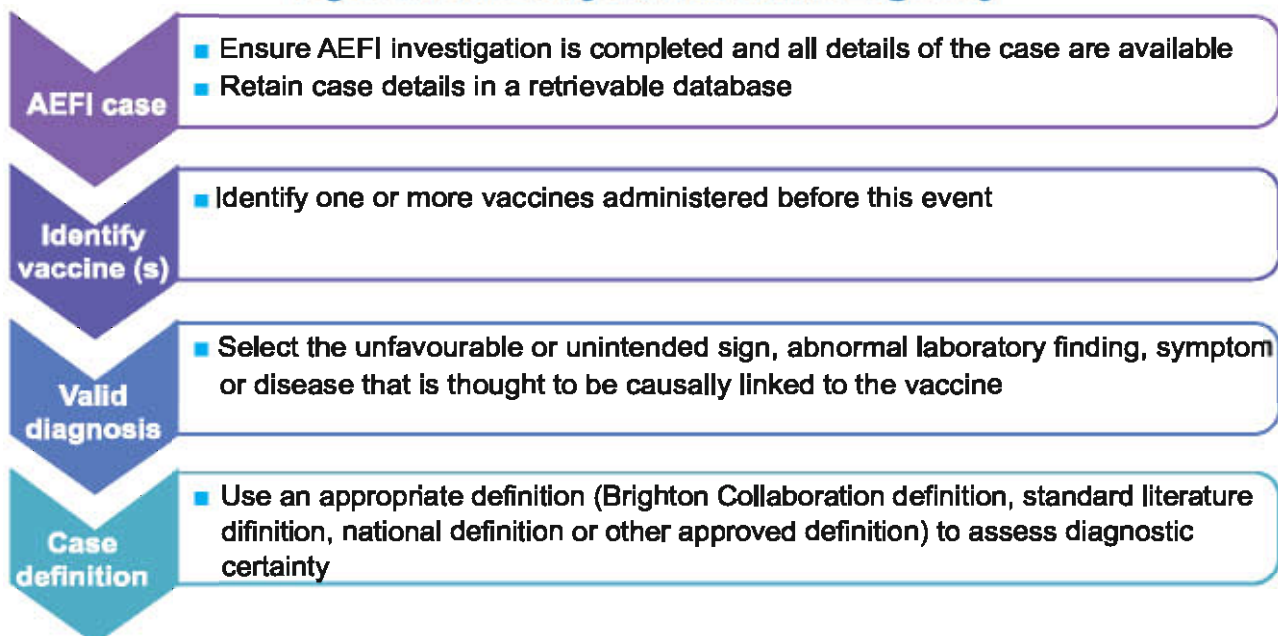 AEFI case
■ Ensure AEFI investigation is completed and all details of the case are available
■ Retain case details in a retrievable database
Identify
vaccine (s)
■ Identify one or more vaccines administered before this event
Valid
diagnosis
■ Select the unfavourable or unintended sign, abnormal laboratory finding, symptom
or disease that is thought to be causally linked to the vaccine
Case
definition
■ Use an appropriate definition (Brighton Collaboration definition, standard literature
difinition, national definition or other approved definition) to assess diagnostic
certainty